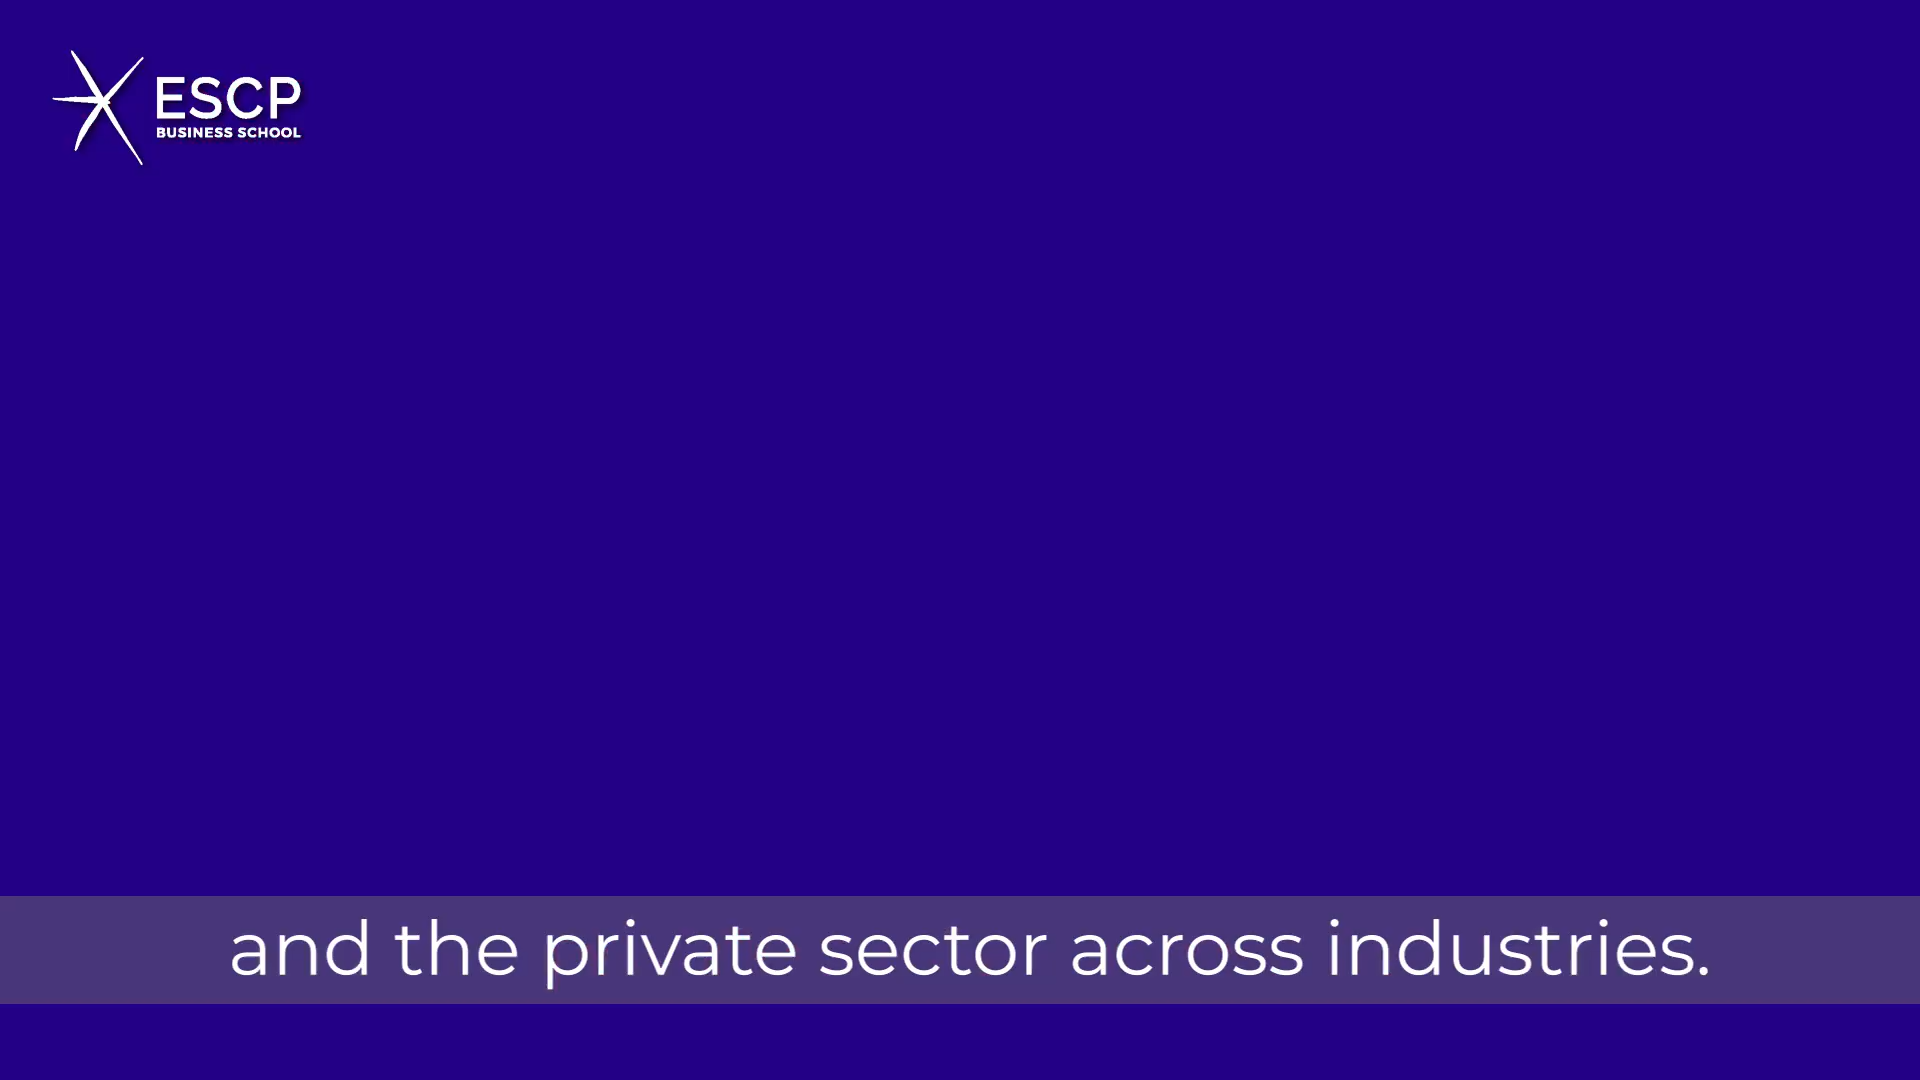 ESCP
BUSINESS SCHOOL
and the private sector across industries.